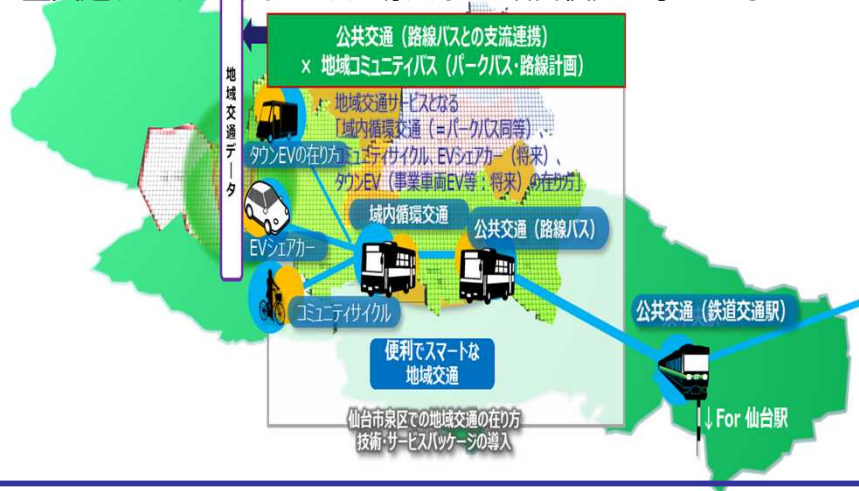 公共交通（路線バスとの支流連携）
× 地域コミュニティバス（パークバス・路線計画）
地域交通データ
地域交通サービスとなる
「域内循環交通（＝パークバス同等）、
コミュニティサイクル、EVシェアカー（将来）、
タウンEV（事業車両EV等：将来）の在り方」
タウンEVの在り方
域内循環交通
公共交通（路線バス）
EVシェアカー
コミュニティサイクル
公共交通（鉄道交通駅）
便利でスマートな
地域交通
↓For 仙台駅
仙台市泉区での地域交通の在り方
技術・サービスパッケージの導入